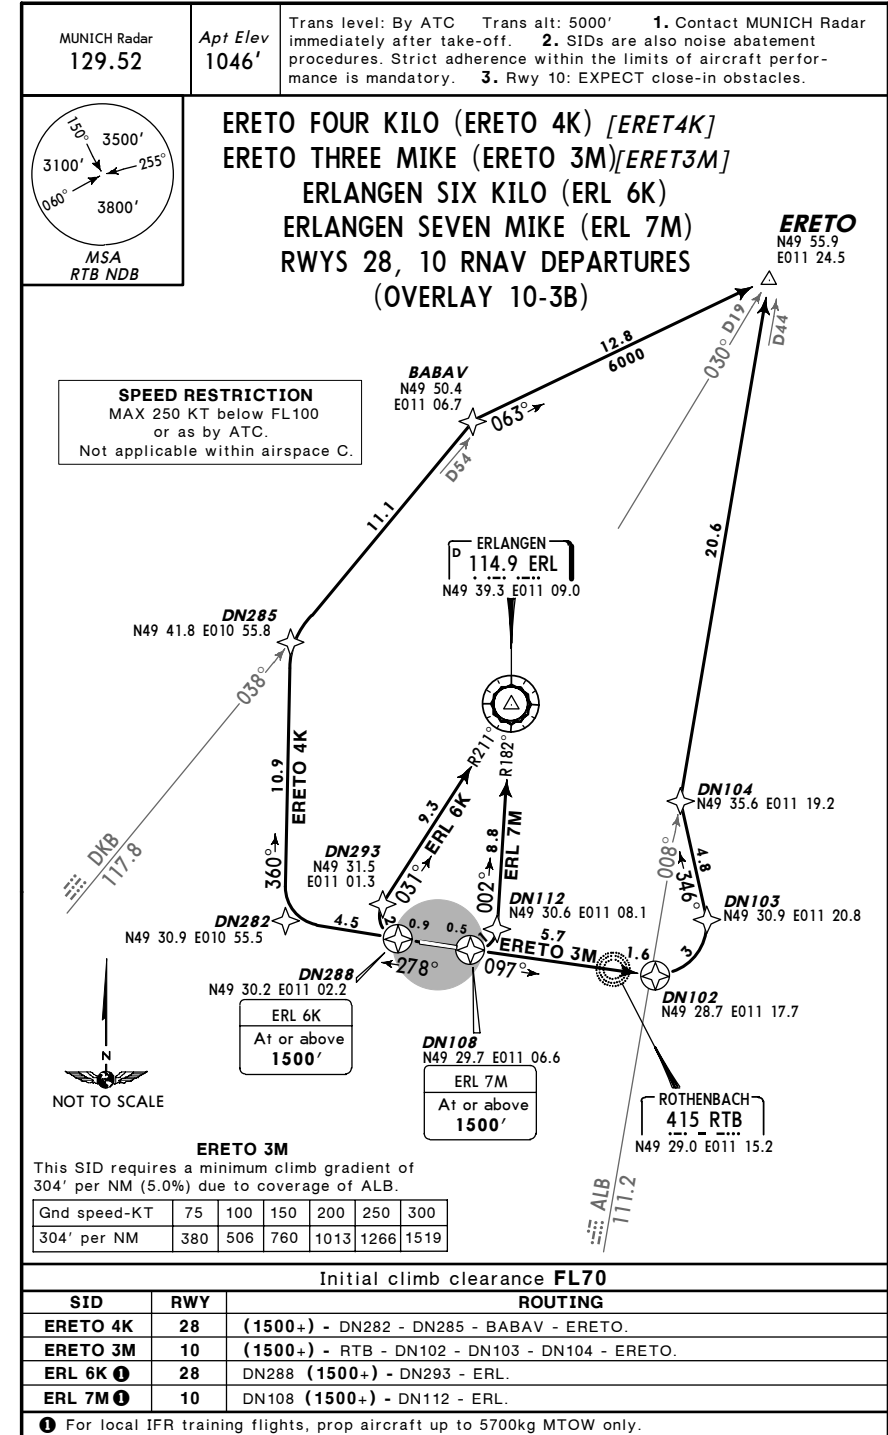 MUNICH Radar
129.52
Apt Elev
1046'
Trans level: By ATC Trans alt: 5000' 1. Contact MUNICH Radar
immediately after take-off. 2. SIDs are also noise abatement
procedures. Strict adherence within the limits of aircraft perfor-
mance is mandatory. 3. Rwy 10: EXPECT close-in obstacles.
150°
3500'
3100'
255°
060°
3800'
MSA
RTB NDB
ERETO FOUR KILO (ERETO 4K) [ERET4K]
ERETO THREE MIKE (ERETO 3M)[ERET3M]
ERLANGEN SIX KILO (ERL 6K)
ERLANGEN SEVEN MIKE (ERL 7M)
RWYS 28, 10 RNAV DEPARTURES
(OVERLAY 10-3B)
ERETO
N49 55.9
E011 24.5
030° D19
D44
12.8
6000
BABAV
N49 50.4
E011 06.7
063°
D54
SPEED RESTRICTION
MAX 250 KT below FL100
or as by ATC.
Not applicable within airspace C.
11.1
20.6
ERLANGEN
D 114.9 ERL
N49 39.3 E011 09.0
DN285
N49 41.8 E010 55.8
038°
DKB
117.8
10.9
ERETO 4K
360°
R211°
R182°
9.3
031° ERL 6K
8.8
002° ERL 7M
DN104
N49 35.6 E011 19.2
008°
4.8
346°
DN293
N49 31.5
E011 01.3
DN112
N49 30.6 E011 08.1
DN103
N49 30.9 E011 20.8
DN282
N49 30.9 E010 55.5
4.5
2
0.9
0.5
1
5.7
ERETO 3M
1.6
3
278°
097°
DN288
N49 30.2 E011 02.2
ERL 6K
At or above
1500'
DN108
N49 29.7 E011 06.6
ERL 7M
At or above
1500'
DN102
N49 28.7 E011 17.7
ROTHENBACH
415 RTB
N49 29.0 E011 15.2
ALB
111.2
N
NOT TO SCALE
ERETO 3M
This SID requires a minimum climb gradient of
304' per NM (5.0%) due to coverage of ALB.
Gnd speed-KT 75 100 150 200 250 300
304' per NM 380 506 760 1013 1266 1519
Initial climb clearance FL70
SID RWY ROUTING
ERETO 4K 28 (1500+) - DN282 - DN285 - BABAV - ERETO.
ERETO 3M 10 (1500+) - RTB - DN102 - DN103 - DN104 - ERETO.
ERL 6K ❶ 28 DN288 (1500+) - DN293 - ERL.
ERL 7M ❶ 10 DN108 (1500+) - DN112 - ERL.
❶ For local IFR training flights, prop aircraft up to 5700kg MTOW only.